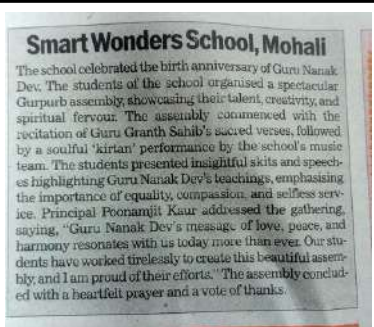 Smart Wonders School, Mohali
The school celebrated the birth anniversary of Guru Nanak
Dev. The students of the school organised a spectacular
Gurpurb assembly, showcasing their talent, creativity, and
spiritual fervour. The assembly commenced with the
recitation of Guru Granth Sahib's sacred verses, followed
by a soulful 'kirtan' performance by the school's music
team. The students presented insightful skits and speech-
es highlighting Guru Nanak Dev's teachings, emphasising
the importance of equality, compassion, and selfless serv-
ice. Principal Poonamjit Kaur addressed the gathering,
saying, "Guru Nanak Dev's message of love, peace, and
harmony resonates with us today more than ever. Our stu-
dents have worked tirelessly to create this beautiful assem-
bly, and I am proud of their efforts." The assembly conclud-
ed with a heartfelt prayer and a vote of thanks.